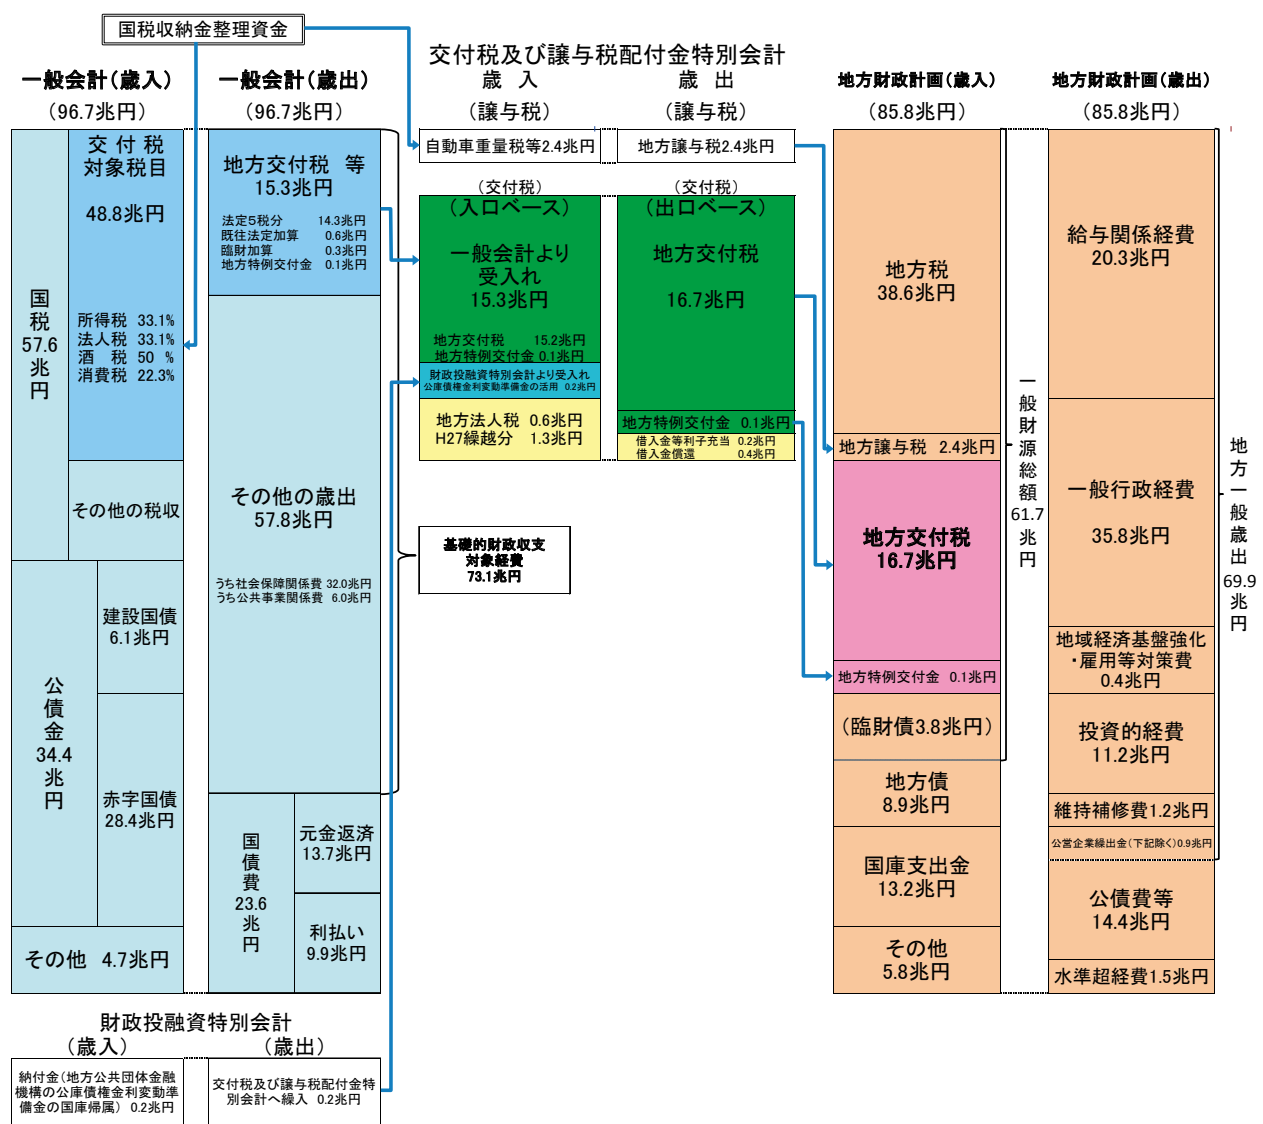 国税収納金整理資金
交付税及び譲与税配付金特別会計
一般会計(歳入)
(96.7兆円)
一般会計(歳出)
(96.7兆円)
歳 入
(譲与税)
歳 出
(譲与税)
地方財政計画(歳入)
(85.8兆円)
地方財政計画(歳出)
(85.8兆円)
国税
57.6
兆円
交 付 税
対象税目
48.8兆円
所得税 33.1%
法人税 33.1%
酒 税 50 %
消費税 22.3%
その他の税収
公債金
34.4
兆円
建設国債
6.1兆円
赤字国債
28.4兆円
その他 4.7兆円
地方交付税 等
15.3兆円
法定5税分 14.3兆円
既往法定加算 0.6兆円
臨財加算 0.3兆円
地方特例交付金 0.1兆円
その他の歳出
57.8兆円
うち社会保障関係費 32.0兆円
うち公共事業関係費 6.0兆円
国債費
23.6
兆円
元金返済
13.7兆円
利払い
9.9兆円
基礎的財政収支
対象経費
73.1兆円
自動車重量税等2.4兆円
地方譲与税2.4兆円
(交付税)
(入口ベース)
一般会計より
受入れ
15.3兆円
地方交付税 15.2兆円
地方特例交付金 0.1兆円
財政投融資特別会計より受入れ
公庫債権金利変動準備金の活用 0.2兆円
地方法人税 0.6兆円
H27繰越分 1.3兆円
(交付税)
(出口ベース)
地方交付税
16.7兆円
地方特例交付金 0.1兆円
借入金等利子充当 0.2兆円
借入金償還 0.4兆円
地方税
38.6兆円
地方譲与税 2.4兆円
地方交付税
16.7兆円
地方特例交付金 0.1兆円
(臨財債3.8兆円)
地方債
8.9兆円
国庫支出金
13.2兆円
その他
5.8兆円
一般財源総額
61.7
兆円
給与関係経費
20.3兆円
一般行政経費
35.8兆円
地域経済基盤強化
・雇用等対策費
0.4兆円
投資的経費
11.2兆円
維持補修費1.2兆円
公営企業繰出金(下記除く)0.9兆円
公債費等
14.4兆円
水準超経費1.5兆円
地方一般歳出
69.9
兆円
財政投融資特別会計
(歳入)
(歳出)
納付金(地方公共団体金融
機構の公庫債権金利変動準
備金の国庫帰属) 0.2兆円
交付税及び譲与税配付金特
別会計へ繰入 0.2兆円